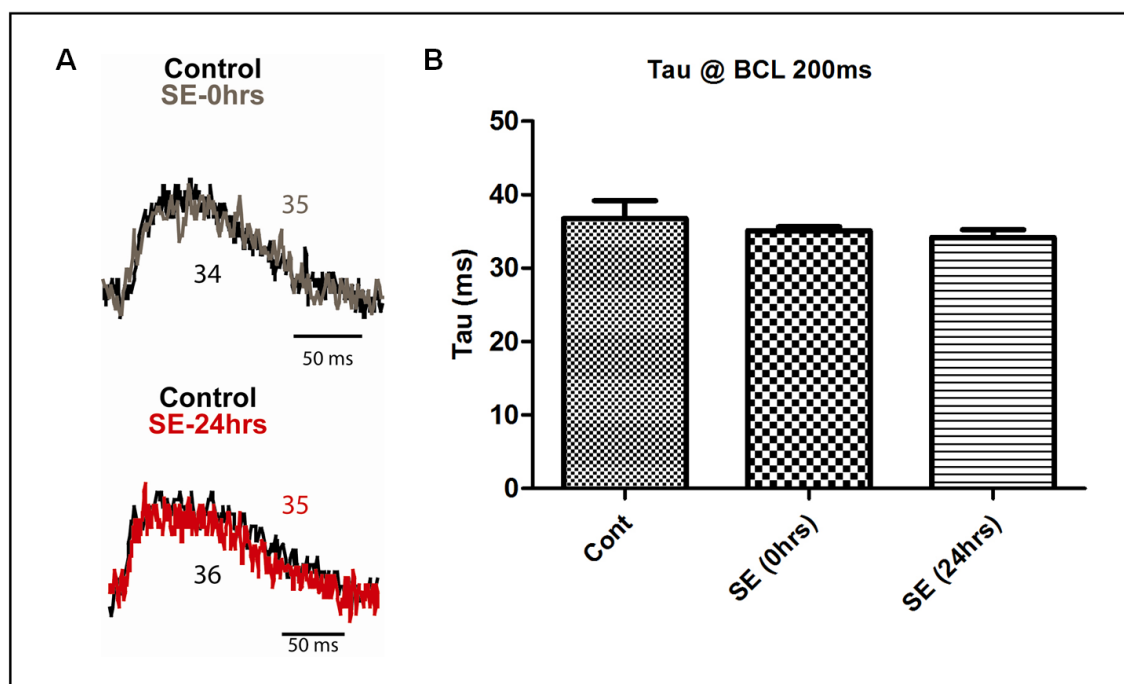 A
Control
SE-0hrs
35
34
50 ms
Control
SE-24hrs
35
36
50 ms
B
Tau @ BCL 200ms
Tau (ms)
50
40
30
20
10
0
Cont
SE (0hrs)
SE (24hrs)